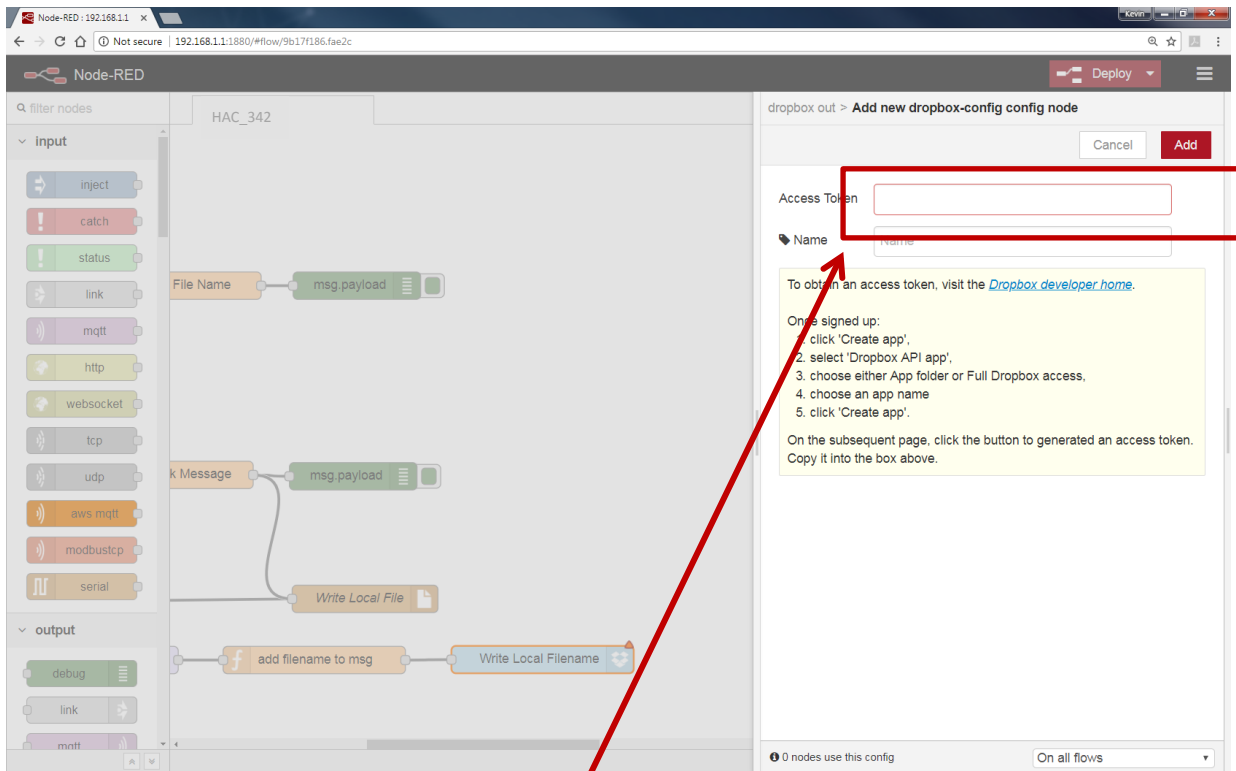 Node-RED : 192.168.1.1
Kevin
Not secure | 192.168.1.1:1880/#flow/9b17f186.fae2c
Node-RED
Deploy
filter nodes
HAC_342
dropbox out > Add new dropbox-config config node
input
Cancel
Add
inject
catch
status
link
mqtt
http
websocket
tcp
udp
aws mqtt
modbustcp
serial
output
debug
link
mqtt
File Name
msg.payload
k Message
msg.payload
Write Local File
add filename to msg
Write Local Filename
Access Token
Name
Name
To obtain an access token, visit the Dropbox developer home.
Once signed up:
1. click 'Create app',
2. select 'Dropbox API app',
3. choose either App folder or Full Dropbox access,
4. choose an app name
5. click 'Create app'.
On the subsequent page, click the button to generated an access token.
Copy it into the box above.
0 nodes use this config
On all flows